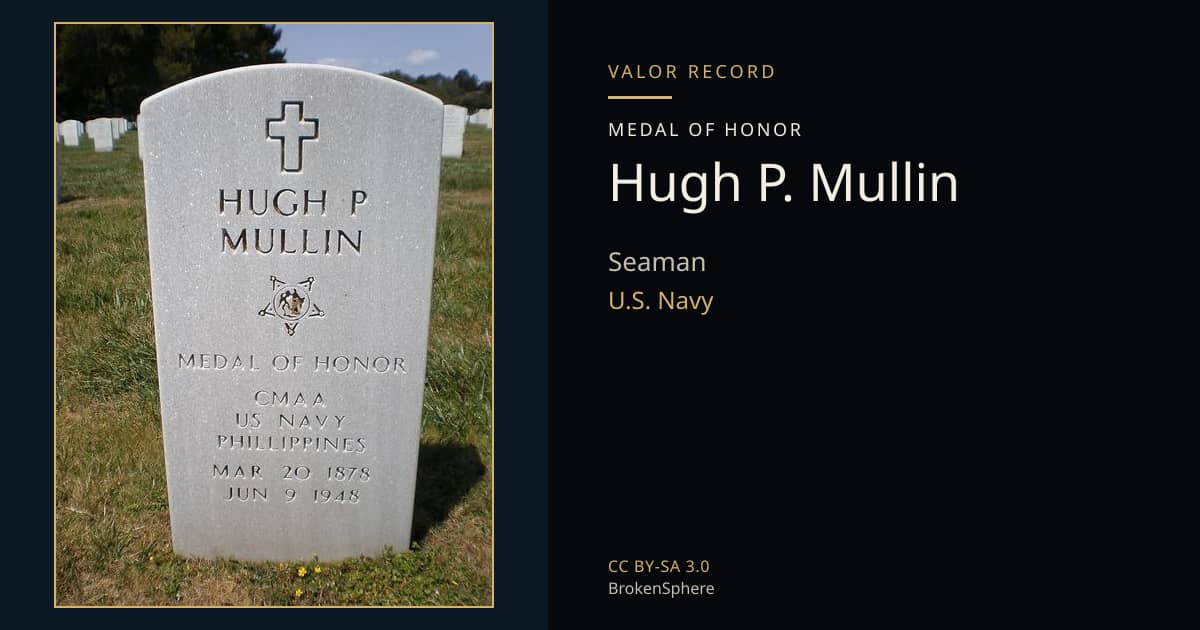 HUGH P
MULLIN
MEDAL OF HONOR
CMAA
US NAVY
PHILLIPPINES
MAR 20 1878
JUN 9 1948
VALOR RECORD
MEDAL OF HONOR
Hugh P. Mullin
Seaman
U.S. Navy
CC BY-SA 3.0
BrokenSphere